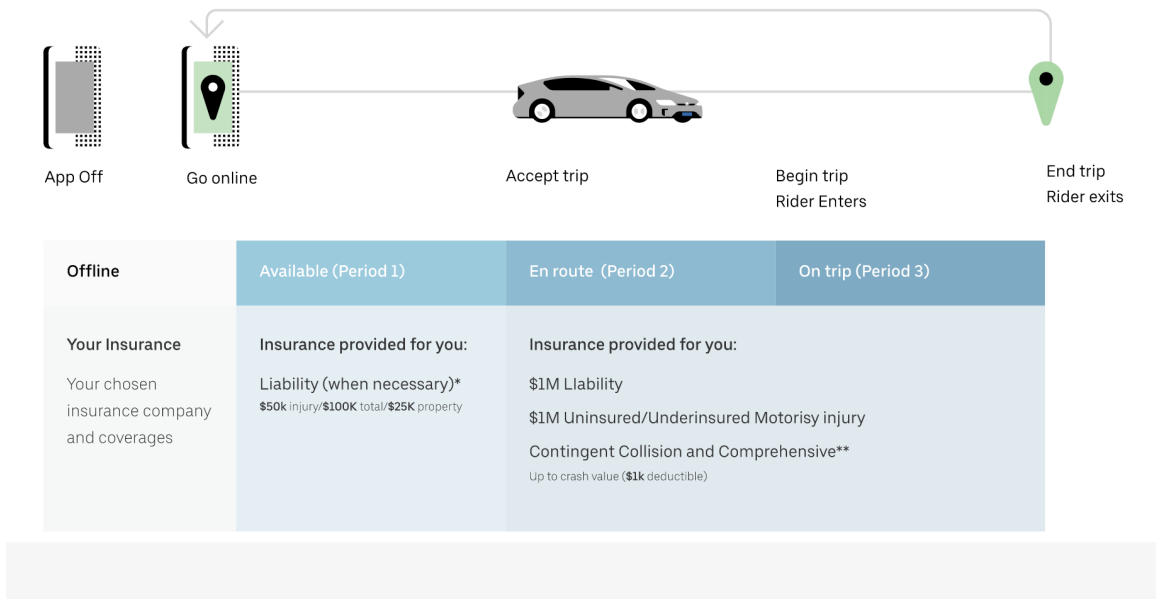 App Off
Go online
Accept trip
Begin trip
Rider Enters
End trip
Rider exits
Offline
Available (Period 1)
En route (Period 2)
On trip (Period 3)
Your Insurance
Your chosen
insurance company
and coverages
Insurance provided for you:
Liability (when necessary)*
$50k injury/$100K total/$25K property
Insurance provided for you:
$1M LIability
$1M Uninsured/Underinsured Motorisy injury
Contingent Collision and Comprehensive**
Up to crash value ($1k deductible)